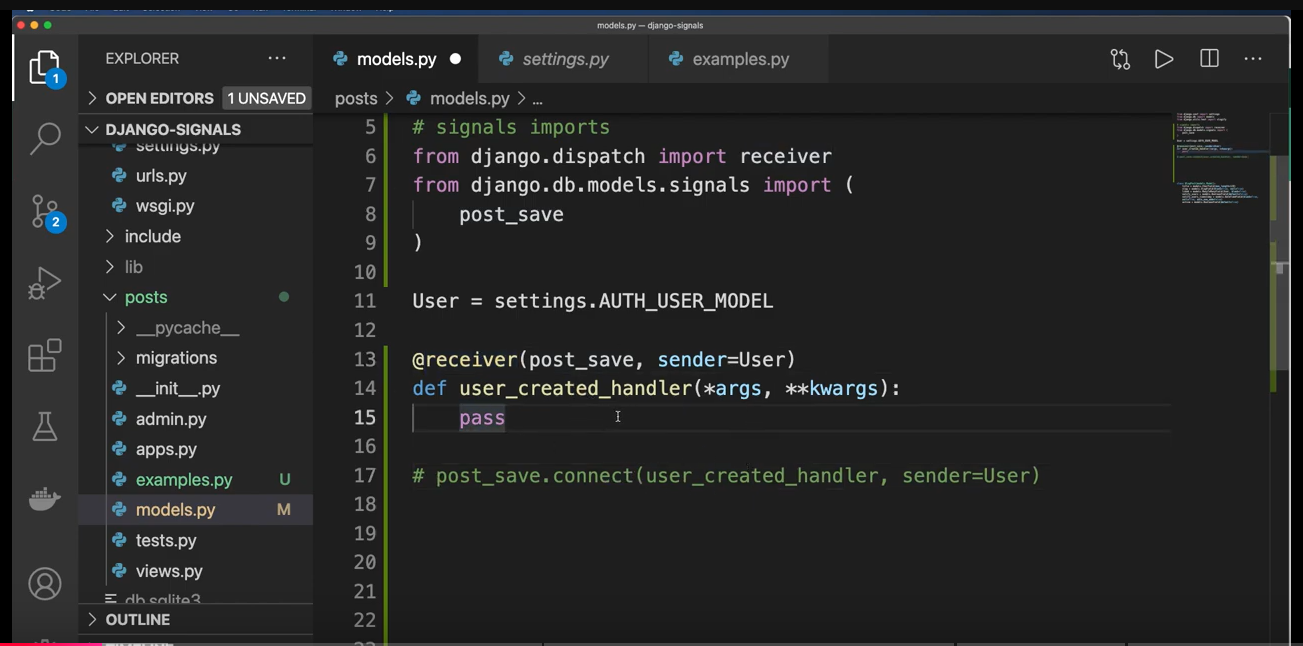 models.py — django-signals
EXPLORER
models.py
settings.py
examples.py
OPEN EDITORS 1 UNSAVED
posts > models.py > ...
DJANGO-SIGNALS
settings.py
urls.py
wsgi.py
include
lib
posts
__pycache__
migrations
__init__.py
admin.py
apps.py
examples.py U
models.py M
tests.py
views.py
db.sqlite3
OUTLINE
1
2
5 # signals imports
6 from django.dispatch import receiver
7 from django.db.models.signals import (
8 post_save
9 )
10
11 User = settings.AUTH_USER_MODEL
12
13 @receiver(post_save, sender=User)
14 def user_created_handler(*args, **kwargs):
15 pass
16
17 # post_save.connect(user_created_handler, sender=User)
18
19
20
21
22